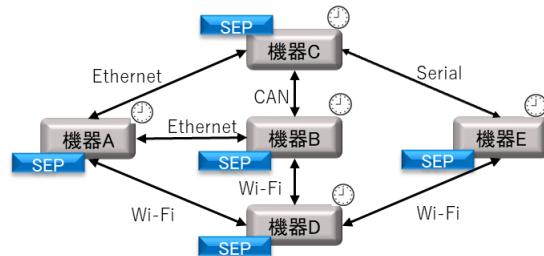 SEP
機器C
Ethernet
Serial
CAN
Ethernet
機器A
機器B
機器E
SEP
SEP
SEP
Wi-Fi
Wi-Fi
Wi-Fi
機器D
SEP